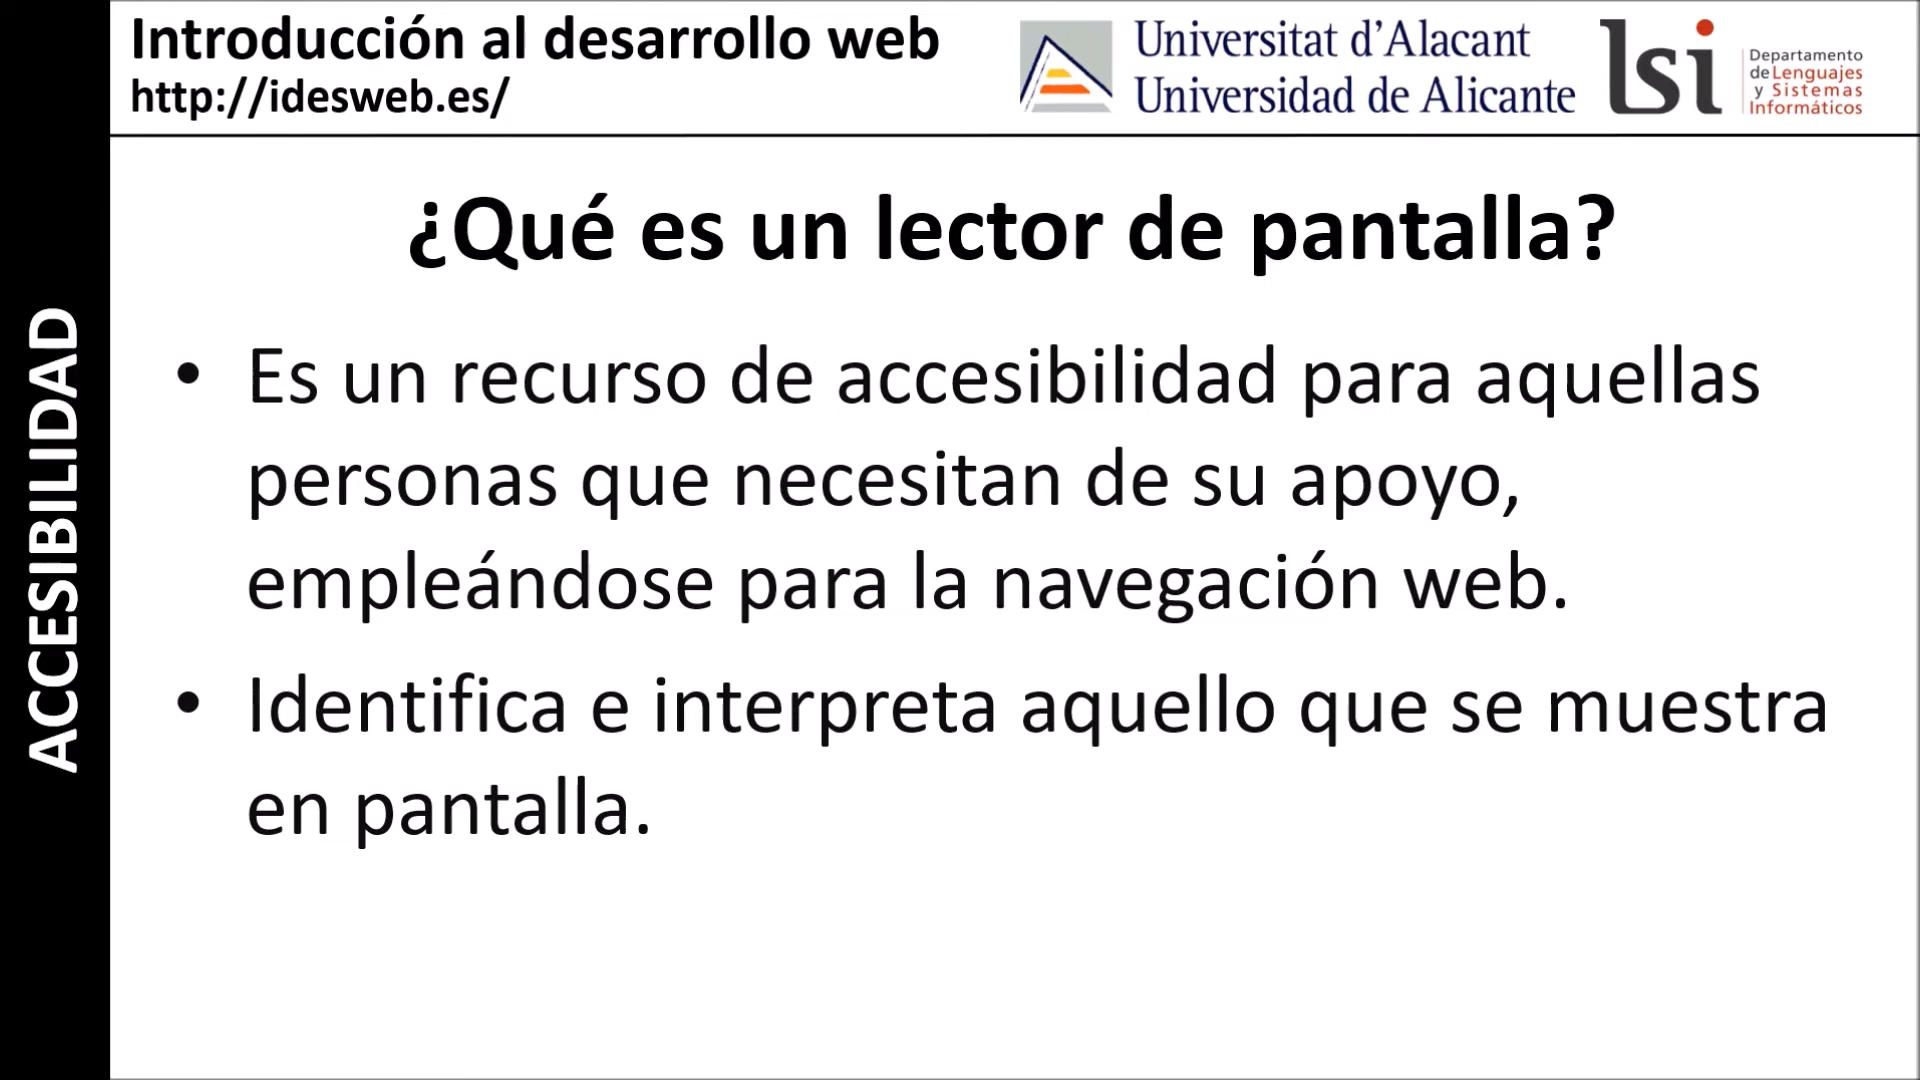 Introducción al desarrollo web
http://idesweb.es/
Universitat d’Alacant
Universidad de Alicante
lsi
Departamento
de Lenguajes
y Sistemas
Informáticos
ACCESIBILIDAD
¿Qué es un lector de pantalla?
• Es un recurso de accesibilidad para aquellas
personas que necesitan de su apoyo,
empleándose para la navegación web.
• Identifica e interpreta aquello que se muestra
en pantalla.